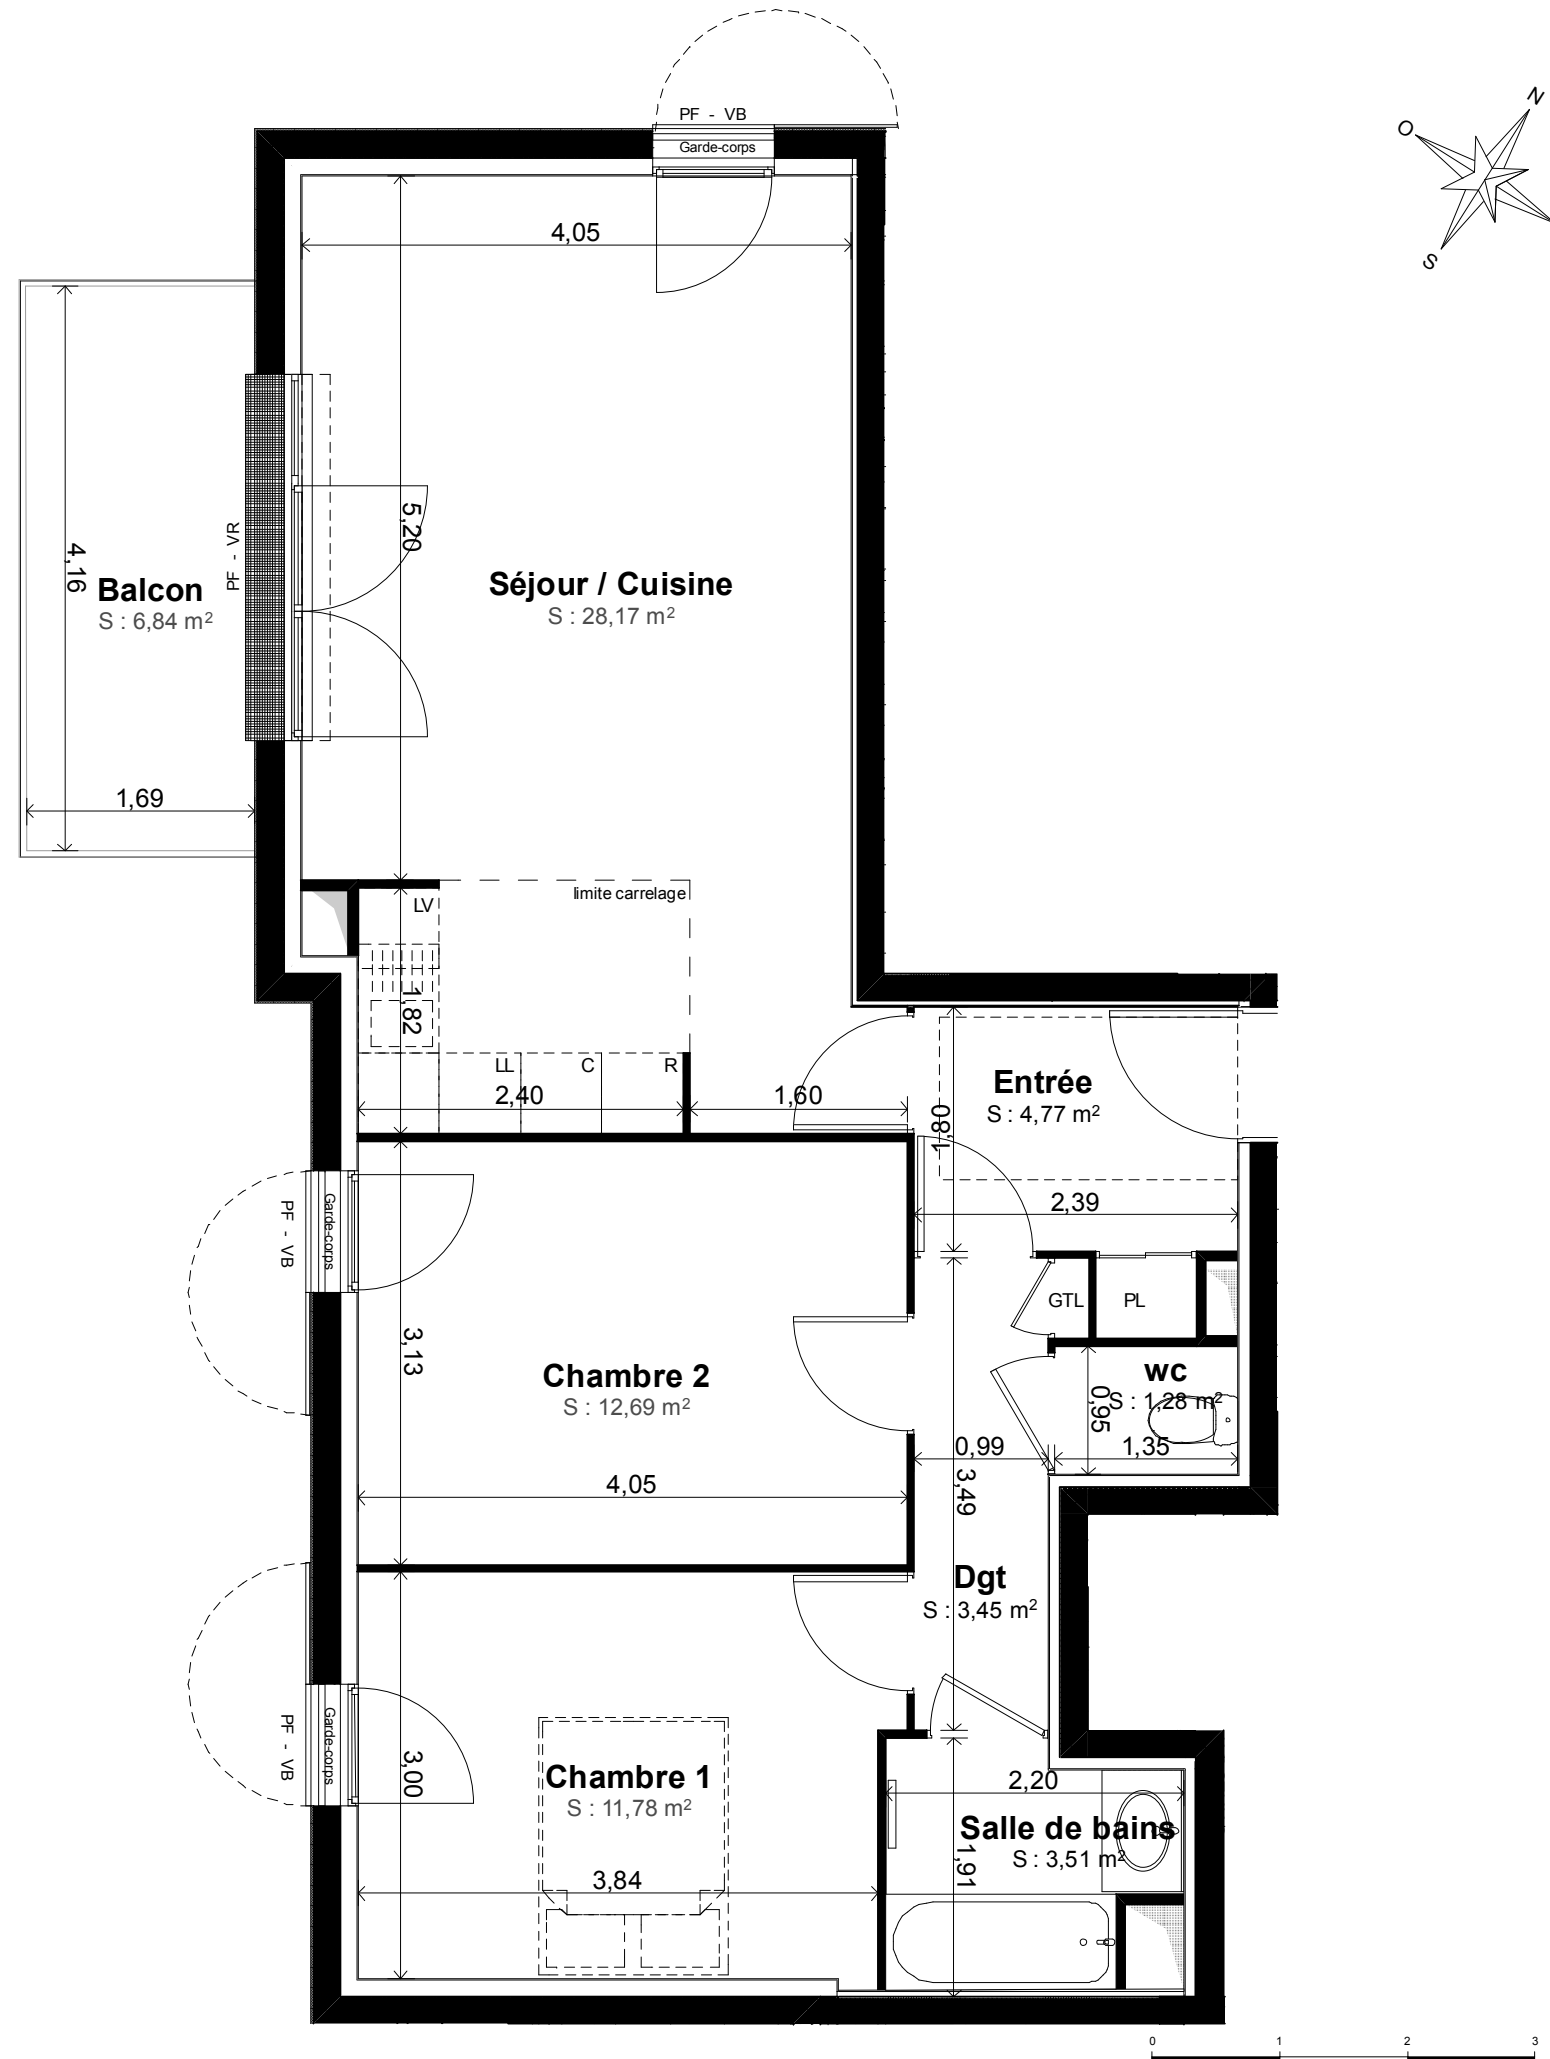 PF - VB
Garde-corps
N
O
S
4,05
5,20
PF - VR
4,16
Balcon
S : 6,84 m²
Séjour / Cuisine
S : 28,17 m²
1,69
limite carrelage
LV
1,82
LL
C
R
2,40
1,60
Entrée
S : 4,77 m²
1,80
2,39
PF - VB
Garde-corps
GTL
PL
3,13
Chambre 2
S : 12,69 m²
wc
S : 1,28 m²
0,95
0,99
1,35
3,49
4,05
Dgt
S : 3,45 m²
PF - VB
Garde-corps
3,00
Chambre 1
S : 11,78 m²
2,20
Salle de bains
S : 3,51 m²
1,91
3,84
0
1
2
3